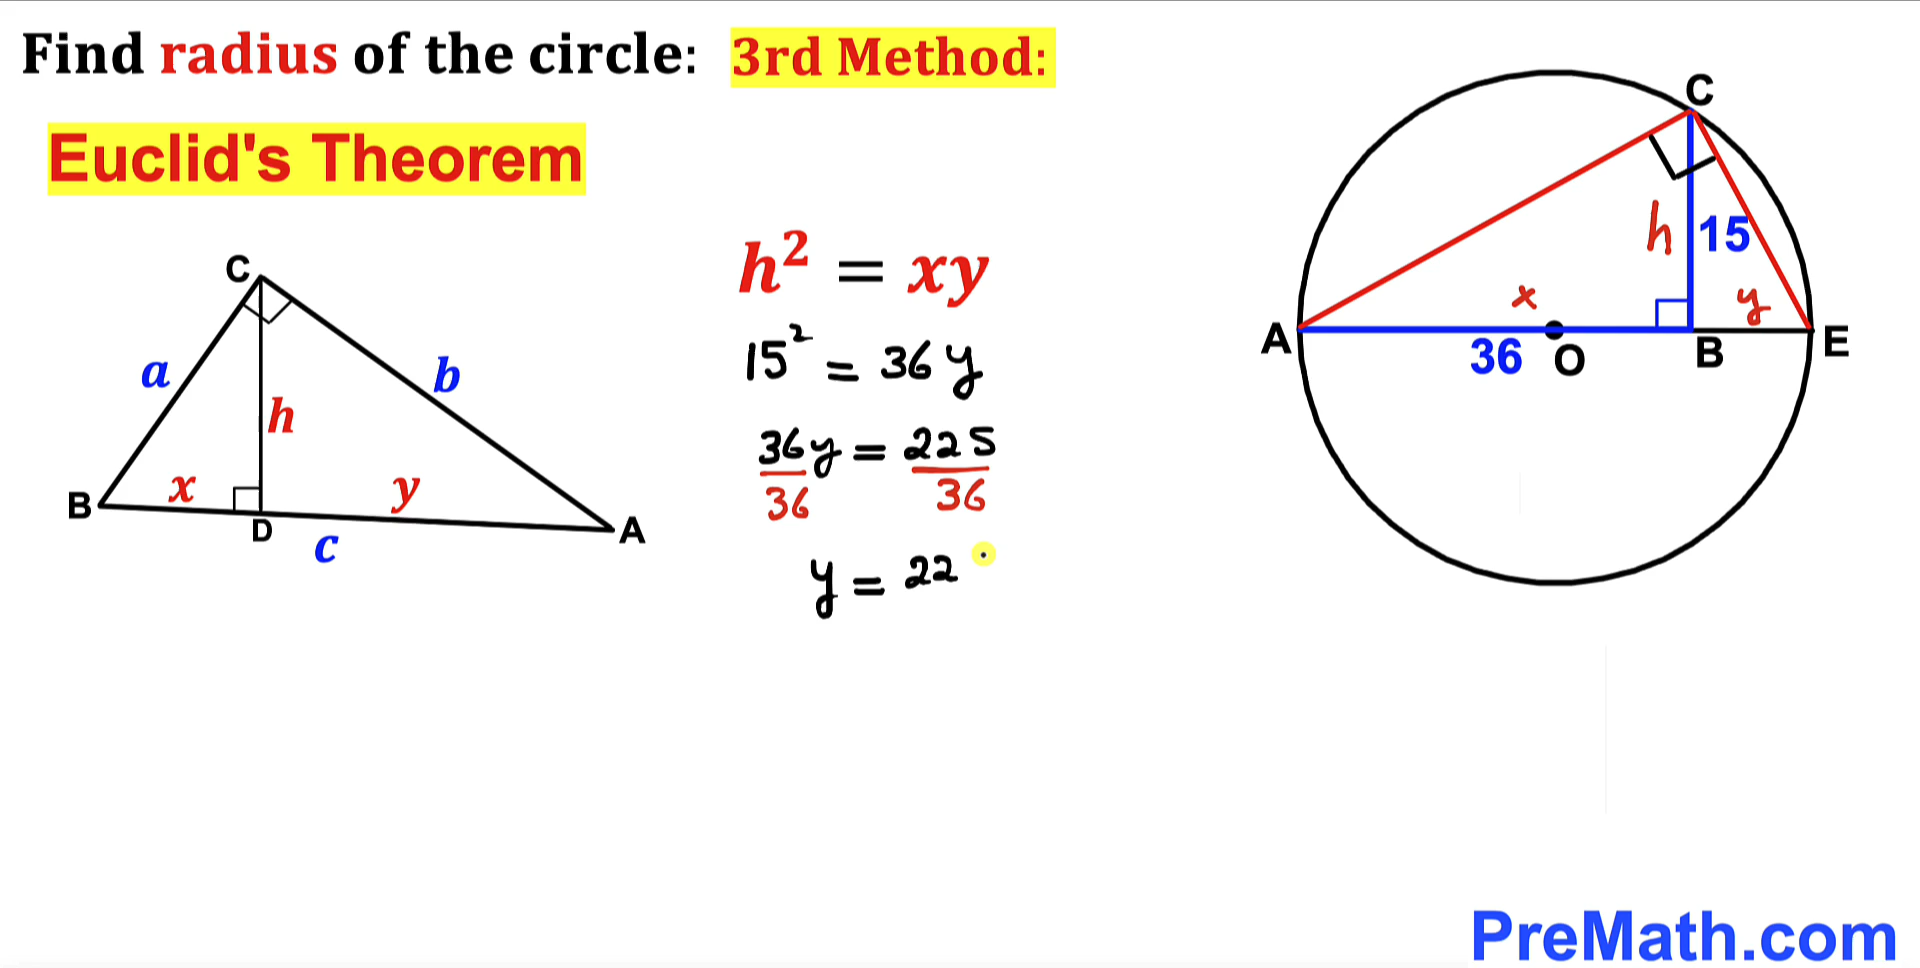 Find radius of the circle: 3rd Method:
Euclid's Theorem
C
a
b
h
B
x
y
D
c
A
h² = xy
15² = 36y
36y = 225
36 36
y = 22
C
h 15
x
y
A
36 O B E
PreMath.com